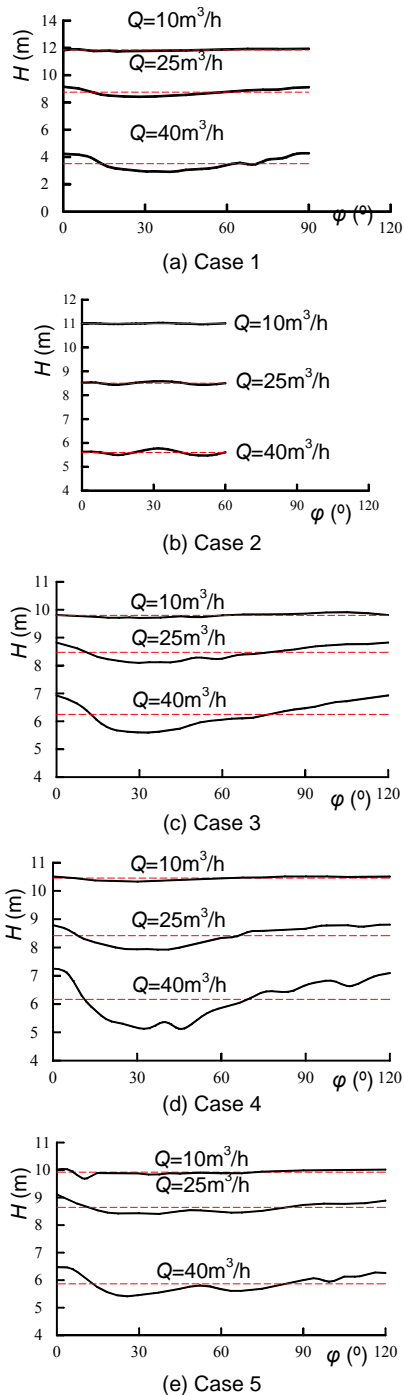 H (m)
14
12
10
8
6
4
2
0
Q=10m³/h
Q=25m³/h
Q=40m³/h
0 30 60 90 120
φ (º)
(a) Case 1
H (m)
12
11
10
9
8
7
6
5
4
Q=10m³/h
Q=25m³/h
Q=40m³/h
0 30 60 90 120
φ (º)
(b) Case 2
H (m)
11
10
9
8
7
6
5
4
Q=10m³/h
Q=25m³/h
Q=40m³/h
0 30 60 90 120
φ (º)
(c) Case 3
H (m)
11
10
9
8
7
6
5
4
Q=10m³/h
Q=25m³/h
Q=40m³/h
0 30 60 90 120
φ (º)
(d) Case 4
H (m)
11
10
9
8
7
6
5
4
Q=10m³/h
Q=25m³/h
Q=40m³/h
0 30 60 90 120
φ (º)
(e) Case 5